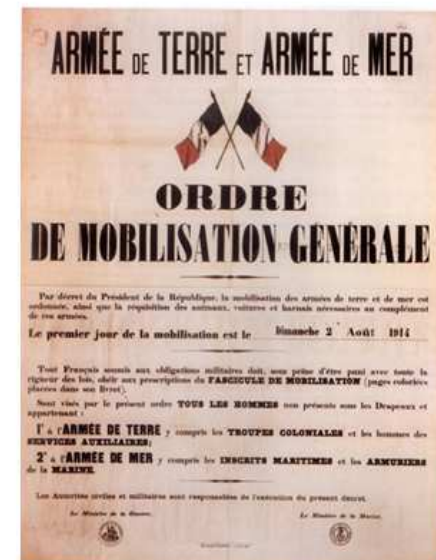 ARMÉE DE TERRE ET ARMÉE DE MER
ORDRE
DE MOBILISATION GÉNÉRALE
Par décret du Président de la République, la mobilisation des armées de terre et de mer est
ordonnée, ainsi que la réquisition des animaux, voitures et harnais nécessaires au complément
de ces armées.
Le premier jour de la mobilisation est le Dimanche 2 Août 1914
Tout Français soumis aux obligations militaires doit, sous peine d'être puni avec toute la
rigueur des lois, obéir aux prescriptions du FASCICULE DE MOBILISATION (pages coloriées
placées dans son livret).
Sont visés par le présent ordre TOUS LES HOMMES non présents sous les Drapeaux et
appartenant :
1° à l'ARMÉE DE TERRE y compris les TROUPES COLONIALES et les hommes des
SERVICES AUXILIAIRES;
2° à l'ARMÉE DE MER y compris les INSCRITS MARITIMES et les ARMURIERS
de la MARINE.
Les Autorités civiles et militaires sont responsables de l'exécution du présent décret.
Le Ministre de la Guerre, Le Ministre de la Marine,